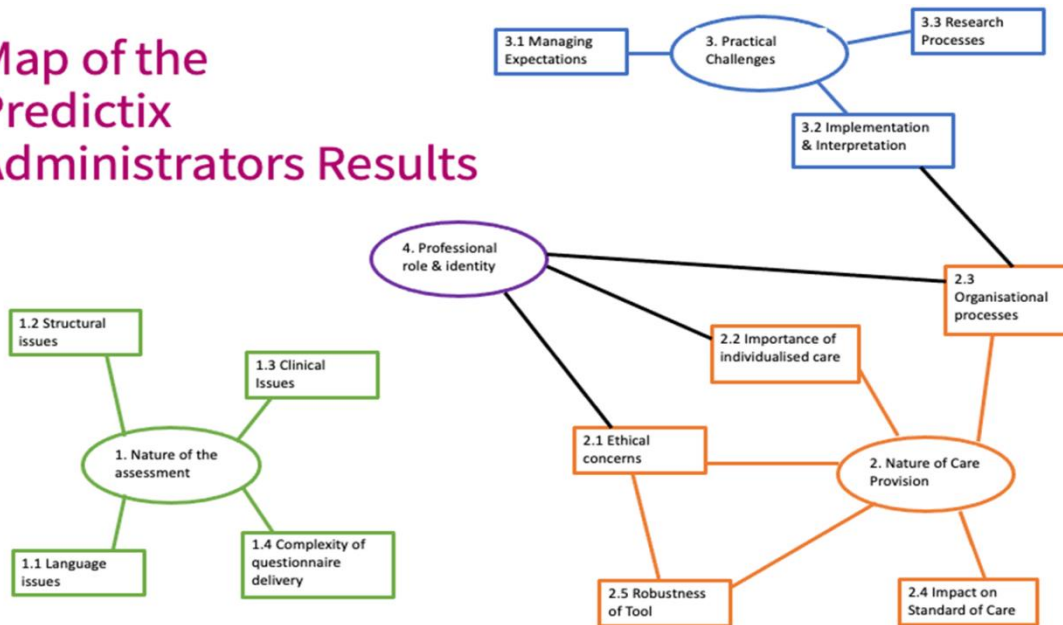 Map of the
Predictix
Administrators Results
3.1 Managing
Expectations
3. Practical
Challenges
3.3 Research
Processes
3.2 Implementation
& Interpretation
4. Professional
role & identity
2.3
Organisational
processes
1.2 Structural
issues
2.2 Importance of
individualised care
1.3 Clinical
Issues
2.1 Ethical
concerns
1. Nature of the
assessment
2. Nature of Care
Provision
1.1 Language
issues
1.4 Complexity of
questionnaire
delivery
2.5 Robustness
of Tool
2.4 Impact on
Standard of Care